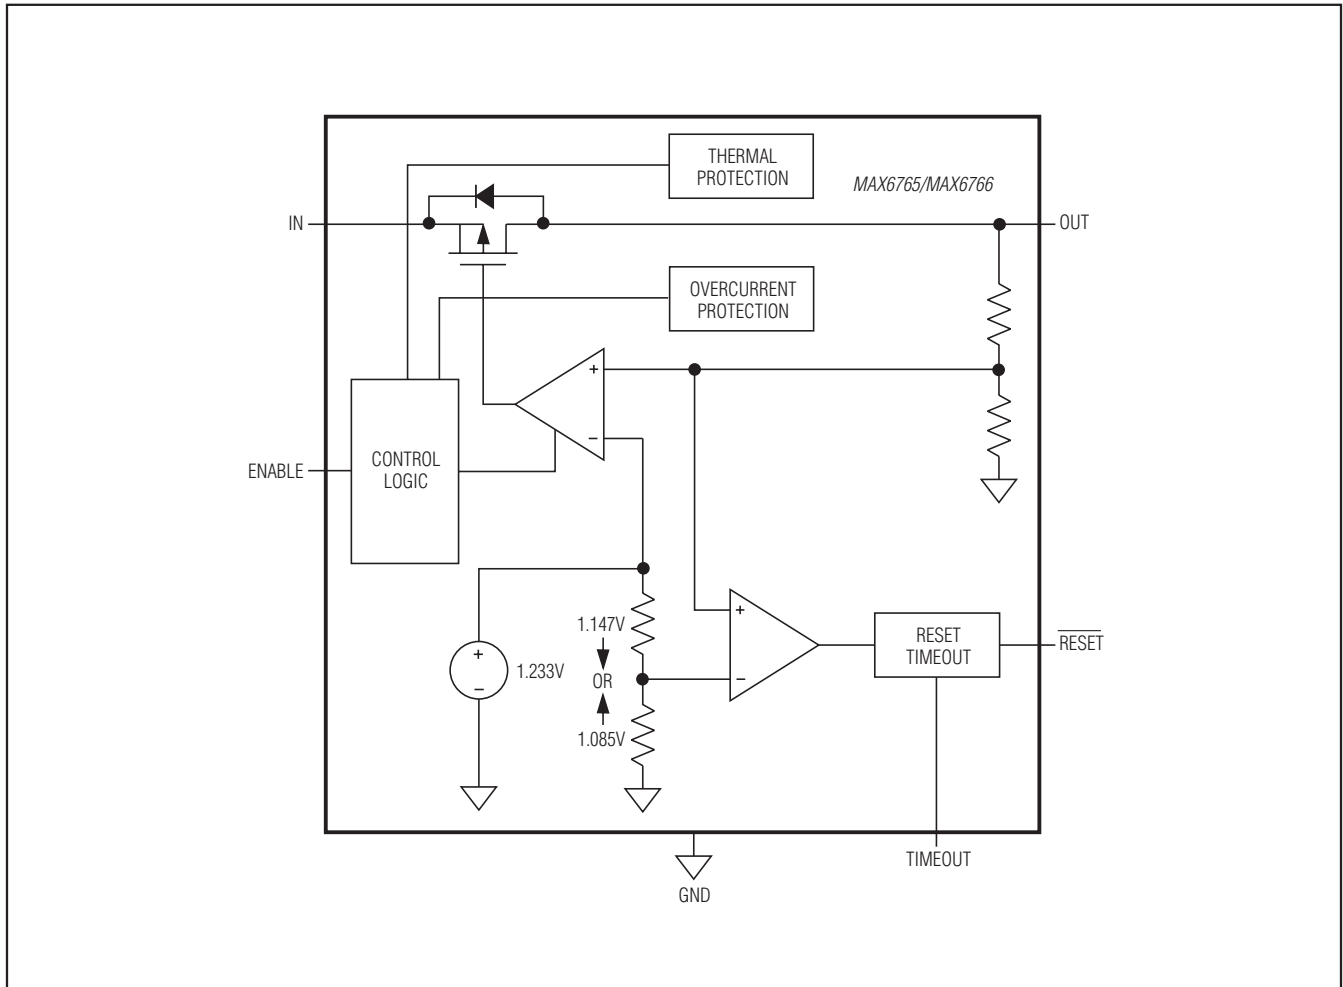 THERMAL
PROTECTION
MAX6765/MAX6766
IN
OUT
OVERCURRENT
PROTECTION
+
−
CONTROL
LOGIC
ENABLE
1.147V
OR
1.085V
+
−
1.233V
+
−
RESET
TIMEOUT
RESET
TIMEOUT
GND